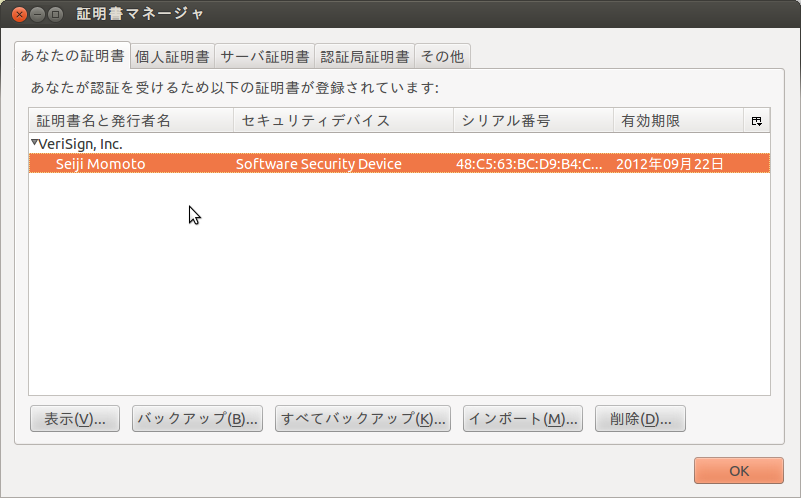 証明書マネージャ
あなたの証明書 個人証明書 サーバ証明書 認証局証明書 その他
あなたが認証を受けるため以下の証明書が登録されています:
証明書名と発行者名 セキュリティデバイス シリアル番号 有効期限
VeriSign, Inc.
Seiji Momoto Software Security Device 48:C5:63:BC:D9:B4:C... 2012年09月22日
表示(V)... バックアップ(B)... すべてバックアップ(K)... インポート(M)... 削除(D)...
OK